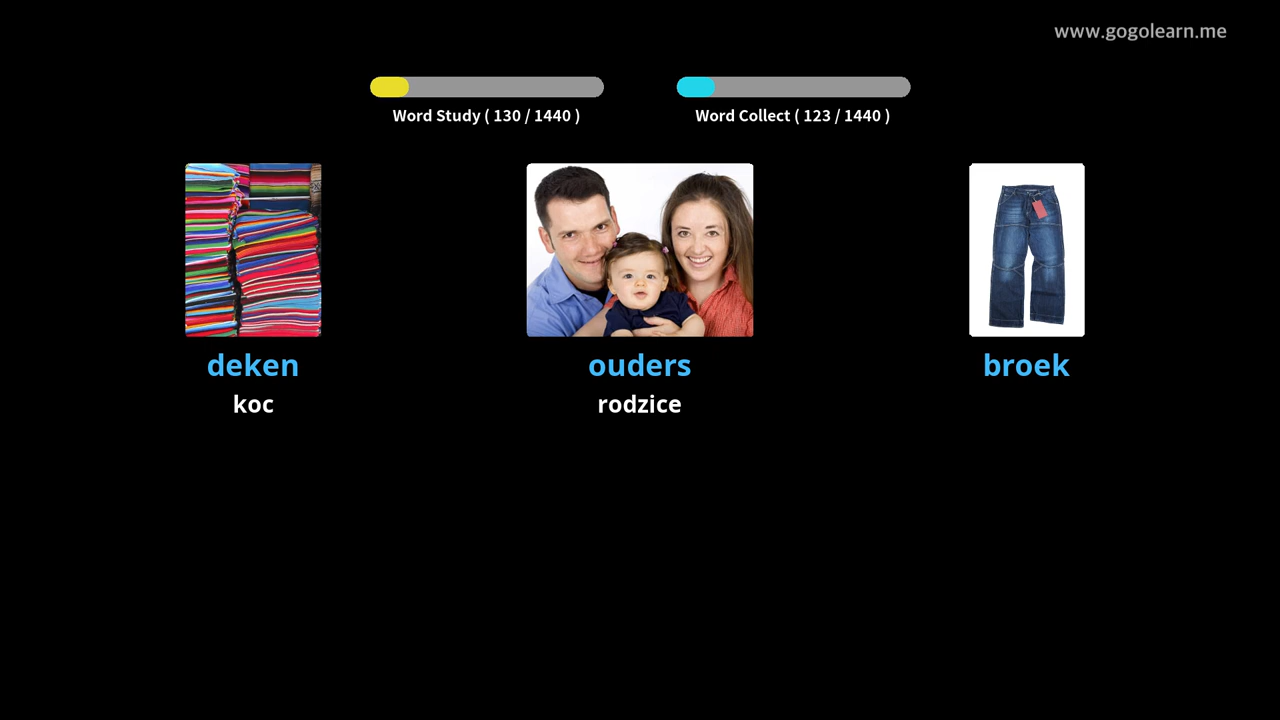 www.gogolearn.me
Word Study ( 130 / 1440 )
Word Collect ( 123 / 1440 )
deken
koc
ouders
rodzice
broek